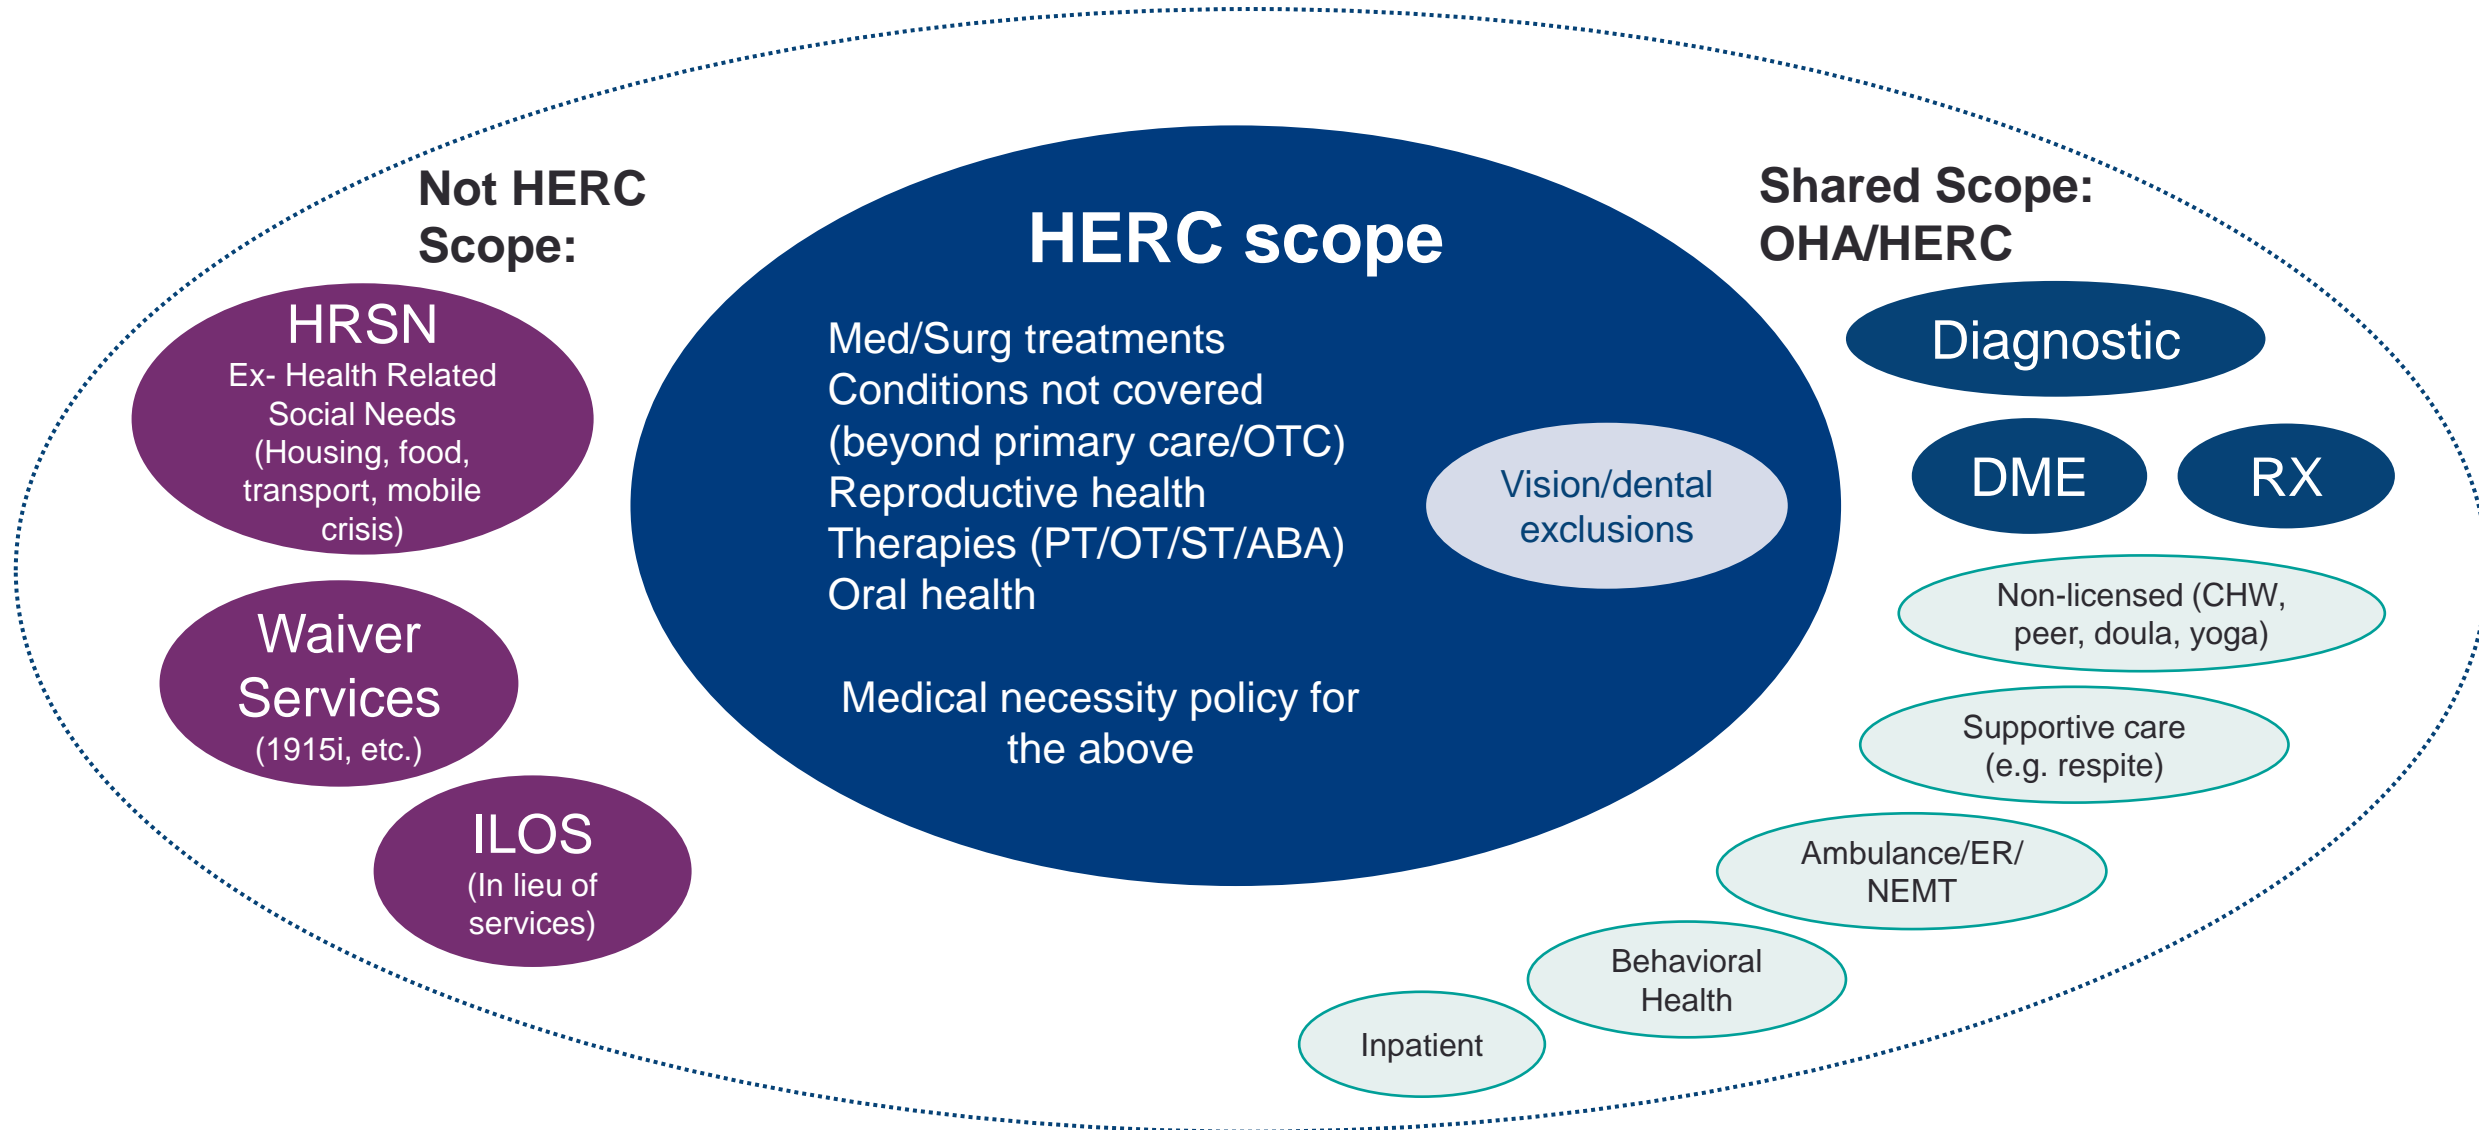 Not HERC
Scope:
HRSN
Ex- Health Related
Social Needs
(Housing, food,
transport, mobile
crisis)
Waiver
Services
(1915i, etc.)
ILOS
(In lieu of
services)
HERC scope
Med/Surg treatments
Conditions not covered
(beyond primary care/OTC)
Reproductive health
Therapies (PT/OT/ST/ABA)
Oral health
Medical necessity policy for
the above
Vision/dental
exclusions
Shared Scope:
OHA/HERC
Diagnostic
DME
RX
Non-licensed (CHW,
peer, doula, yoga)
Supportive care
(e.g. respite)
Ambulance/ER/
NEMT
Behavioral
Health
Inpatient